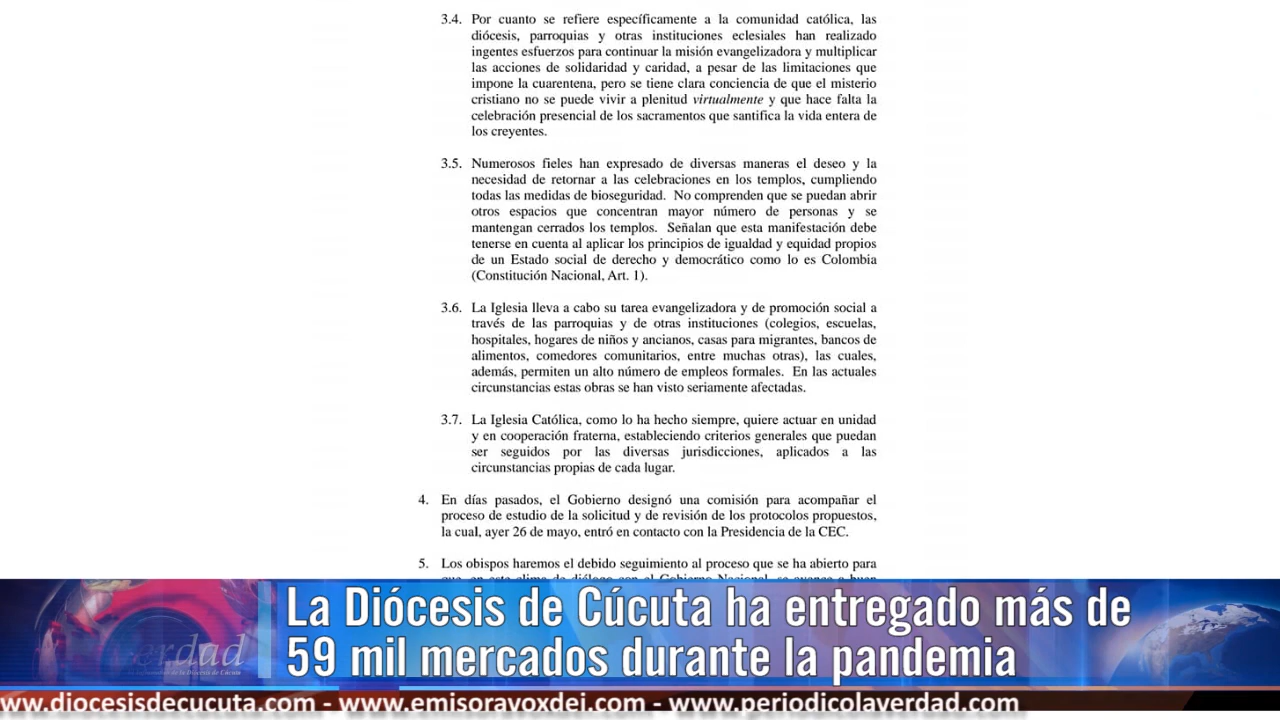 3.4. Por cuanto se refiere específicamente a la comunidad católica, las
diócesis, parroquias y otras instituciones eclesiales han realizado
ingentes esfuerzos para continuar la misión evangelizadora y multiplicar
las acciones de solidaridad y caridad, a pesar de las limitaciones que
impone la cuarentena, pero se tiene clara conciencia de que el misterio
cristiano no se puede vivir a plenitud virtualmente y que hace falta la
celebración presencial de los sacramentos que santifica la vida entera de
los creyentes.
3.5. Numerosos fieles han expresado de diversas maneras el deseo y la
necesidad de retornar a las celebraciones en los templos, cumpliendo
todas las medidas de bioseguridad. No comprenden que se puedan abrir
otros espacios que concentran mayor número de personas y se
mantengan cerrados los templos. Señalan que esta manifestación debe
tenerse en cuenta al aplicar los principios de igualdad y equidad propios
de un Estado social de derecho y democrático como lo es Colombia
(Constitución Nacional, Art. 1).
3.6. La Iglesia lleva a cabo su tarea evangelizadora y de promoción social a
través de las parroquias y de otras instituciones (colegios, escuelas,
hospitales, hogares de niños y ancianos, casas para migrantes, bancos de
alimentos, comedores comunitarios, entre muchas otras), las cuales,
además, permiten un alto número de empleos formales. En las actuales
circunstancias estas obras se han visto seriamente afectadas.
3.7. La Iglesia Católica, como lo ha hecho siempre, quiere actuar en unidad
y en cooperación fraterna, estableciendo criterios generales que puedan
ser seguidos por las diversas jurisdicciones, aplicados a las
circunstancias propias de cada lugar.
4. En días pasados, el Gobierno designó una comisión para acompañar el
proceso de estudio de la solicitud y de revisión de los protocolos propuestos,
la cual, ayer 26 de mayo, entró en contacto con la Presidencia de la CEC.
5. Los obispos haremos el debido seguimiento al proceso que se ha abierto para
La Diócesis de Cúcuta ha entregado más de
59 mil mercados durante la pandemia
erdad
de la Diócesis de Cúcuta
ww.diocesisdecucuta.com - www.emisoravoxdei.com - www.periodicolaverdad.com